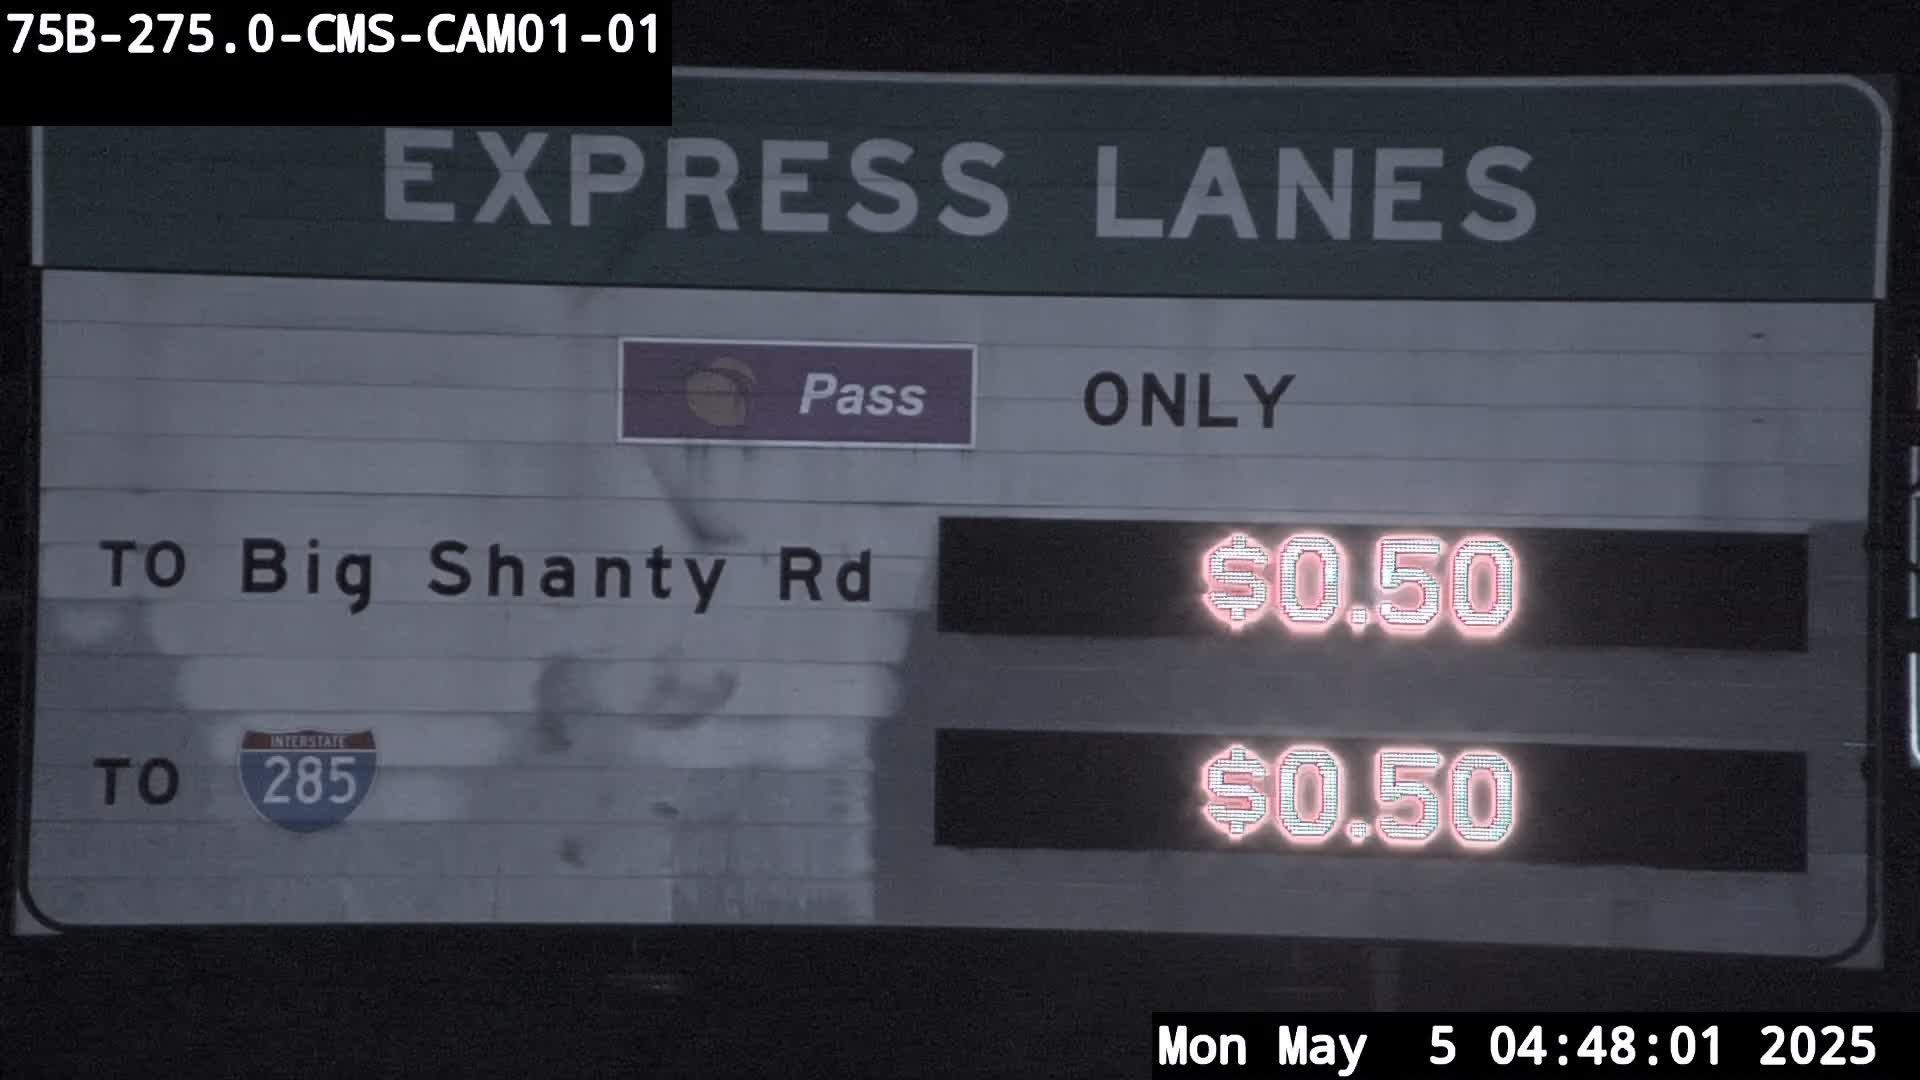 75B-275.0-CMS-CAM01-01
EXPRESS LANES
Pass ONLY
TO Big Shanty Rd $0.50
TO INTERSTATE 285 $0.50
Mon May 5 04:48:01 2025